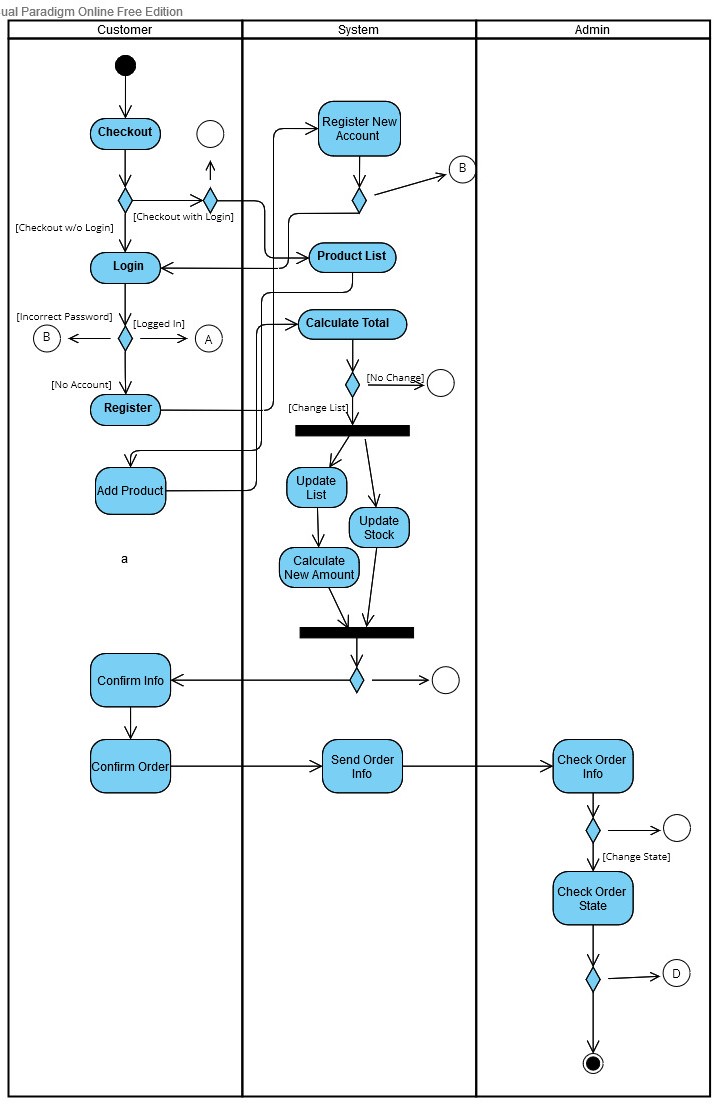 ual Paradigm Online Free Edition
Customer
System
Admin
Checkout
Register New
Account
B
[Checkout with Login]
[Checkout w/o Login]
Login
Product List
[Incorrect Password]
[Logged In]
B
A
Calculate Total
[No Account]
[No Change]
[Change List]
Register
Add Product
Update
List
Update
Stock
a
Calculate
New Amount
Confirm Info
Confirm Order
Send Order
Info
Check Order
Info
[Change State]
Check Order
State
D